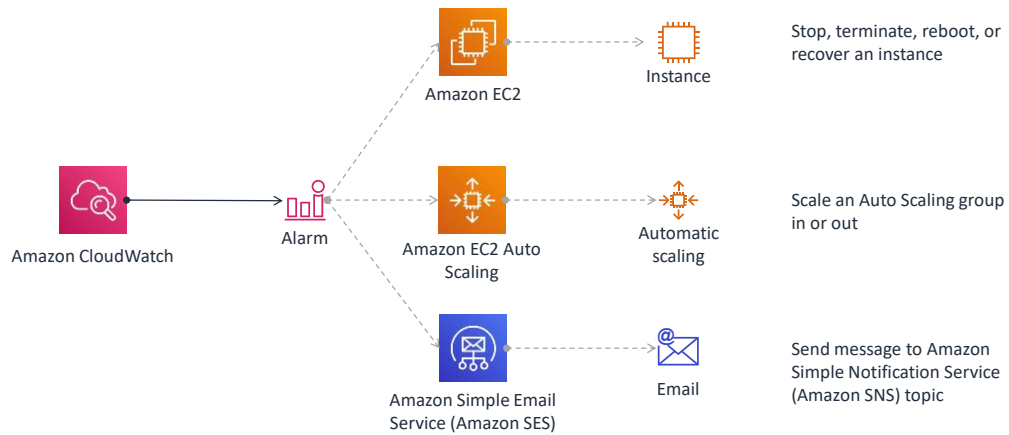 Amazon EC2
Instance
Stop, terminate, reboot, or
recover an instance
Amazon CloudWatch
Alarm
Amazon EC2 Auto
Scaling
Automatic
scaling
Scale an Auto Scaling group
in or out
Amazon Simple Email
Service (Amazon SES)
@
Email
Send message to Amazon
Simple Notification Service
(Amazon SNS) topic